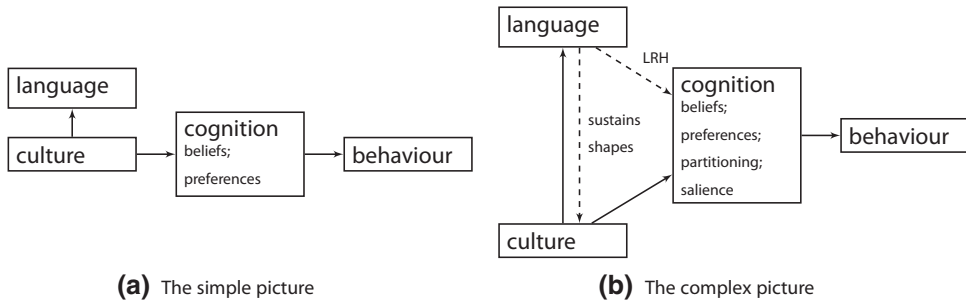 language
culture
cognition
beliefs;
preferences
behaviour
(a) The simple picture
language
LRH
sustains
shapes
cognition
beliefs;
preferences;
partitioning;
salience
behaviour
culture
(b) The complex picture